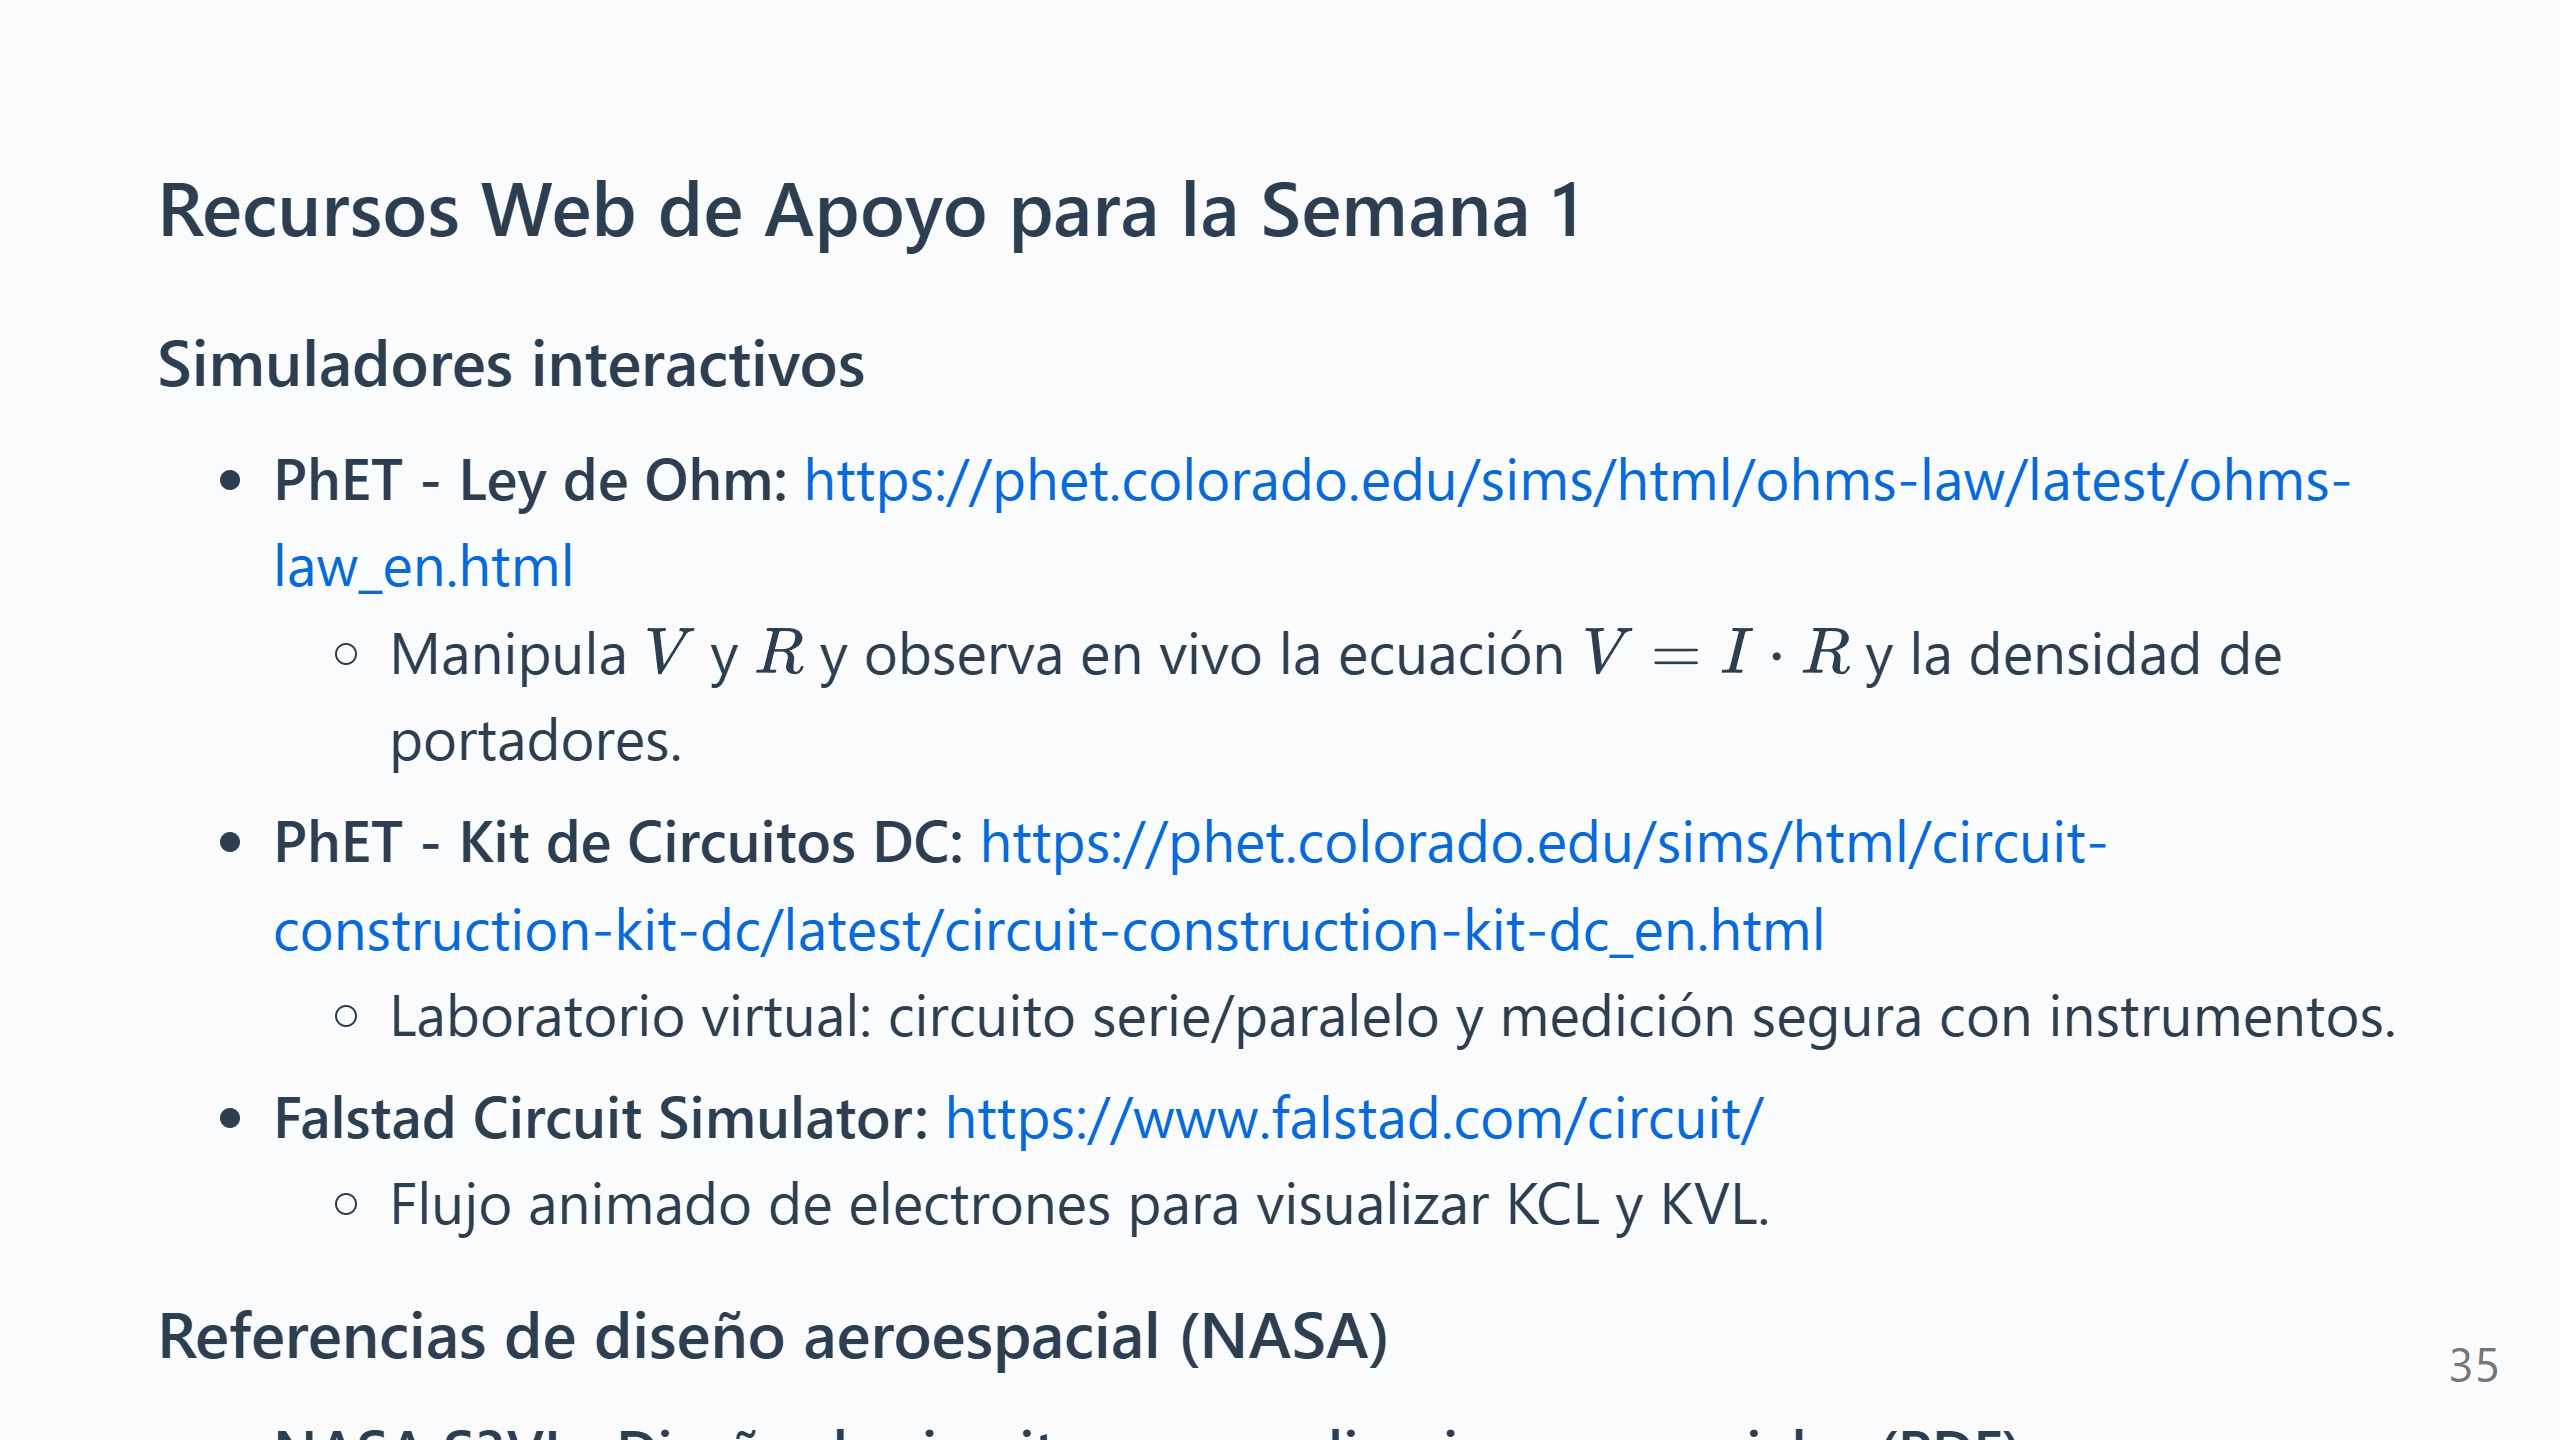 Recursos Web de Apoyo para la Semana 1
Simuladores interactivos
• PhET - Ley de Ohm: https://phet.colorado.edu/sims/html/ohms-law/latest/ohms-
law_en.html
○ Manipula V y R y observa en vivo la ecuación V = I · R y la densidad de
portadores.
• PhET - Kit de Circuitos DC: https://phet.colorado.edu/sims/html/circuit-
construction-kit-dc/latest/circuit-construction-kit-dc_en.html
○ Laboratorio virtual: circuito serie/paralelo y medición segura con instrumentos.
• Falstad Circuit Simulator: https://www.falstad.com/circuit/
○ Flujo animado de electrones para visualizar KCL y KVL.
Referencias de diseño aeroespacial (NASA)
35
NASA Diseño de (PDF)